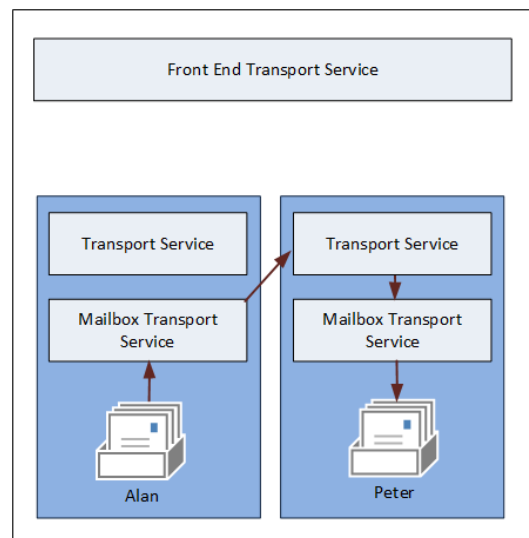 Front End Transport Service
Transport Service
Mailbox Transport
Service
Alan
Transport Service
Mailbox Transport
Service
Peter